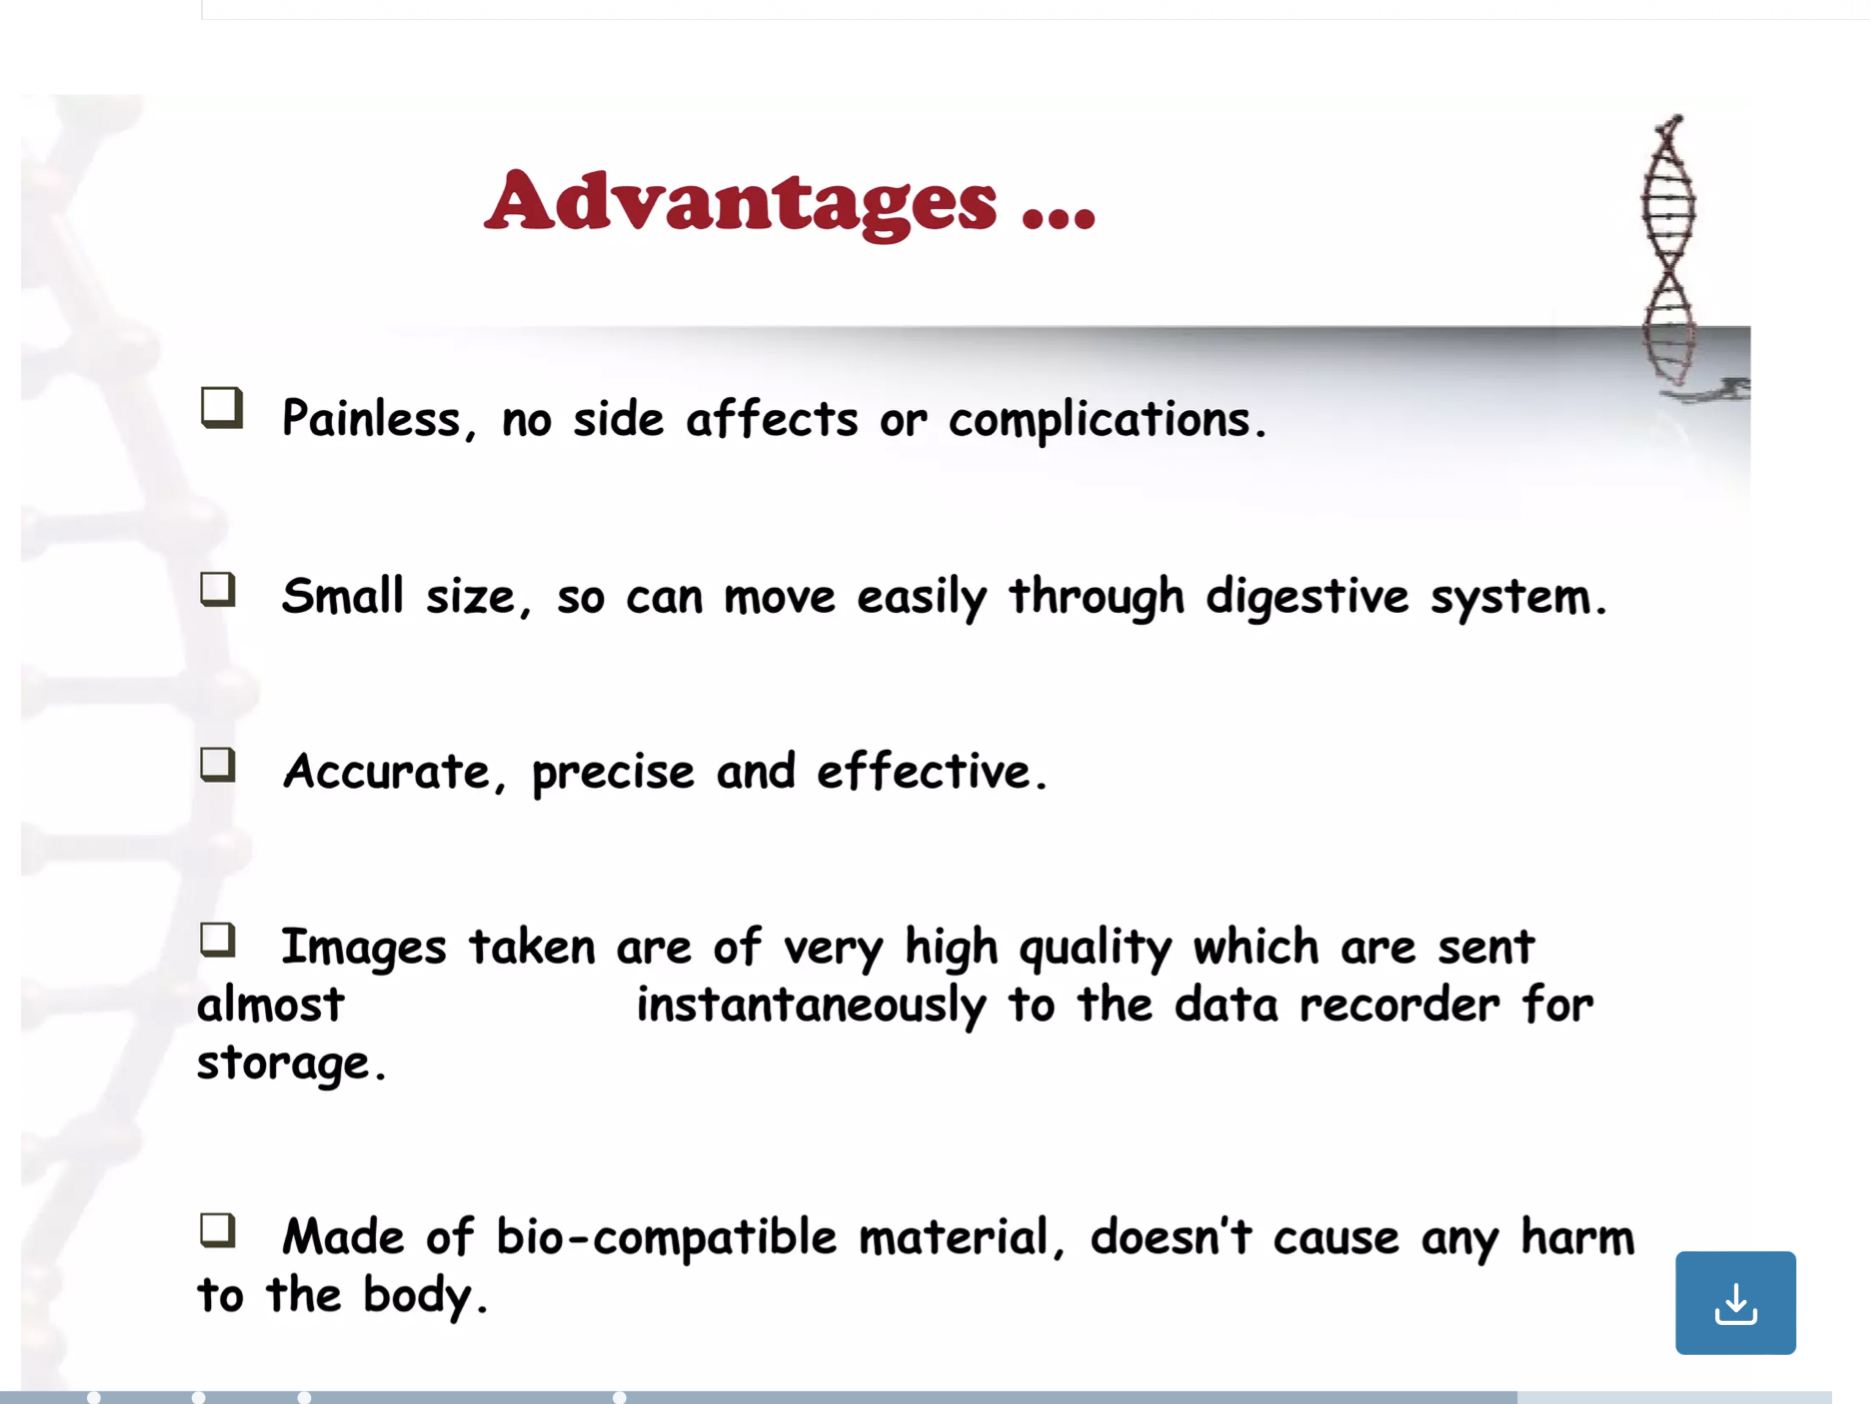 Advantages ...
Painless, no side affects or complications.
Small size, so can move easily through digestive system.
Accurate, precise and effective.
Images taken are of very high quality which are sent
almost instantaneously to the data recorder for
storage.
Made of bio-compatible material, doesn't cause any harm
to the body.